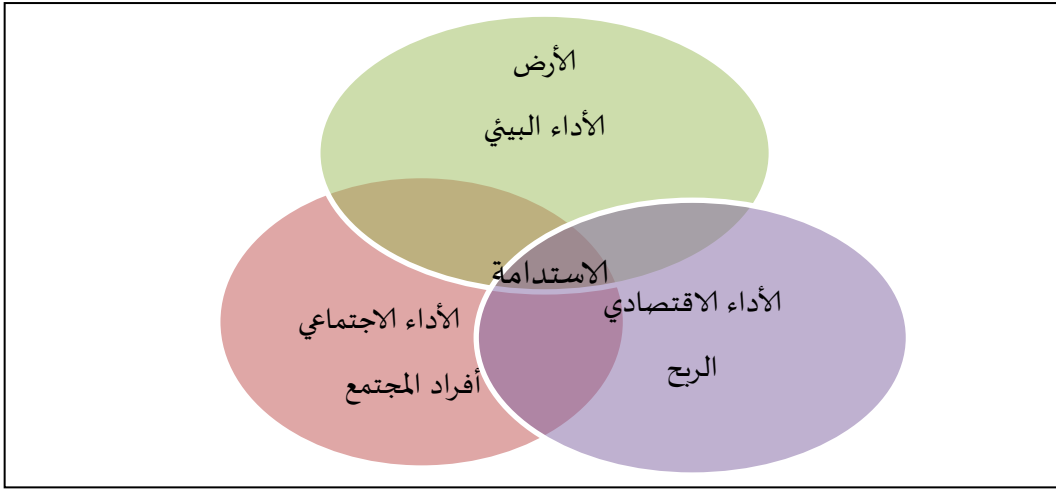 الأرض
الأداء البيئي
الاستدامة
الأداء الاقتصادي
الربح
الأداء الاجتماعي
أفراد المجتمع